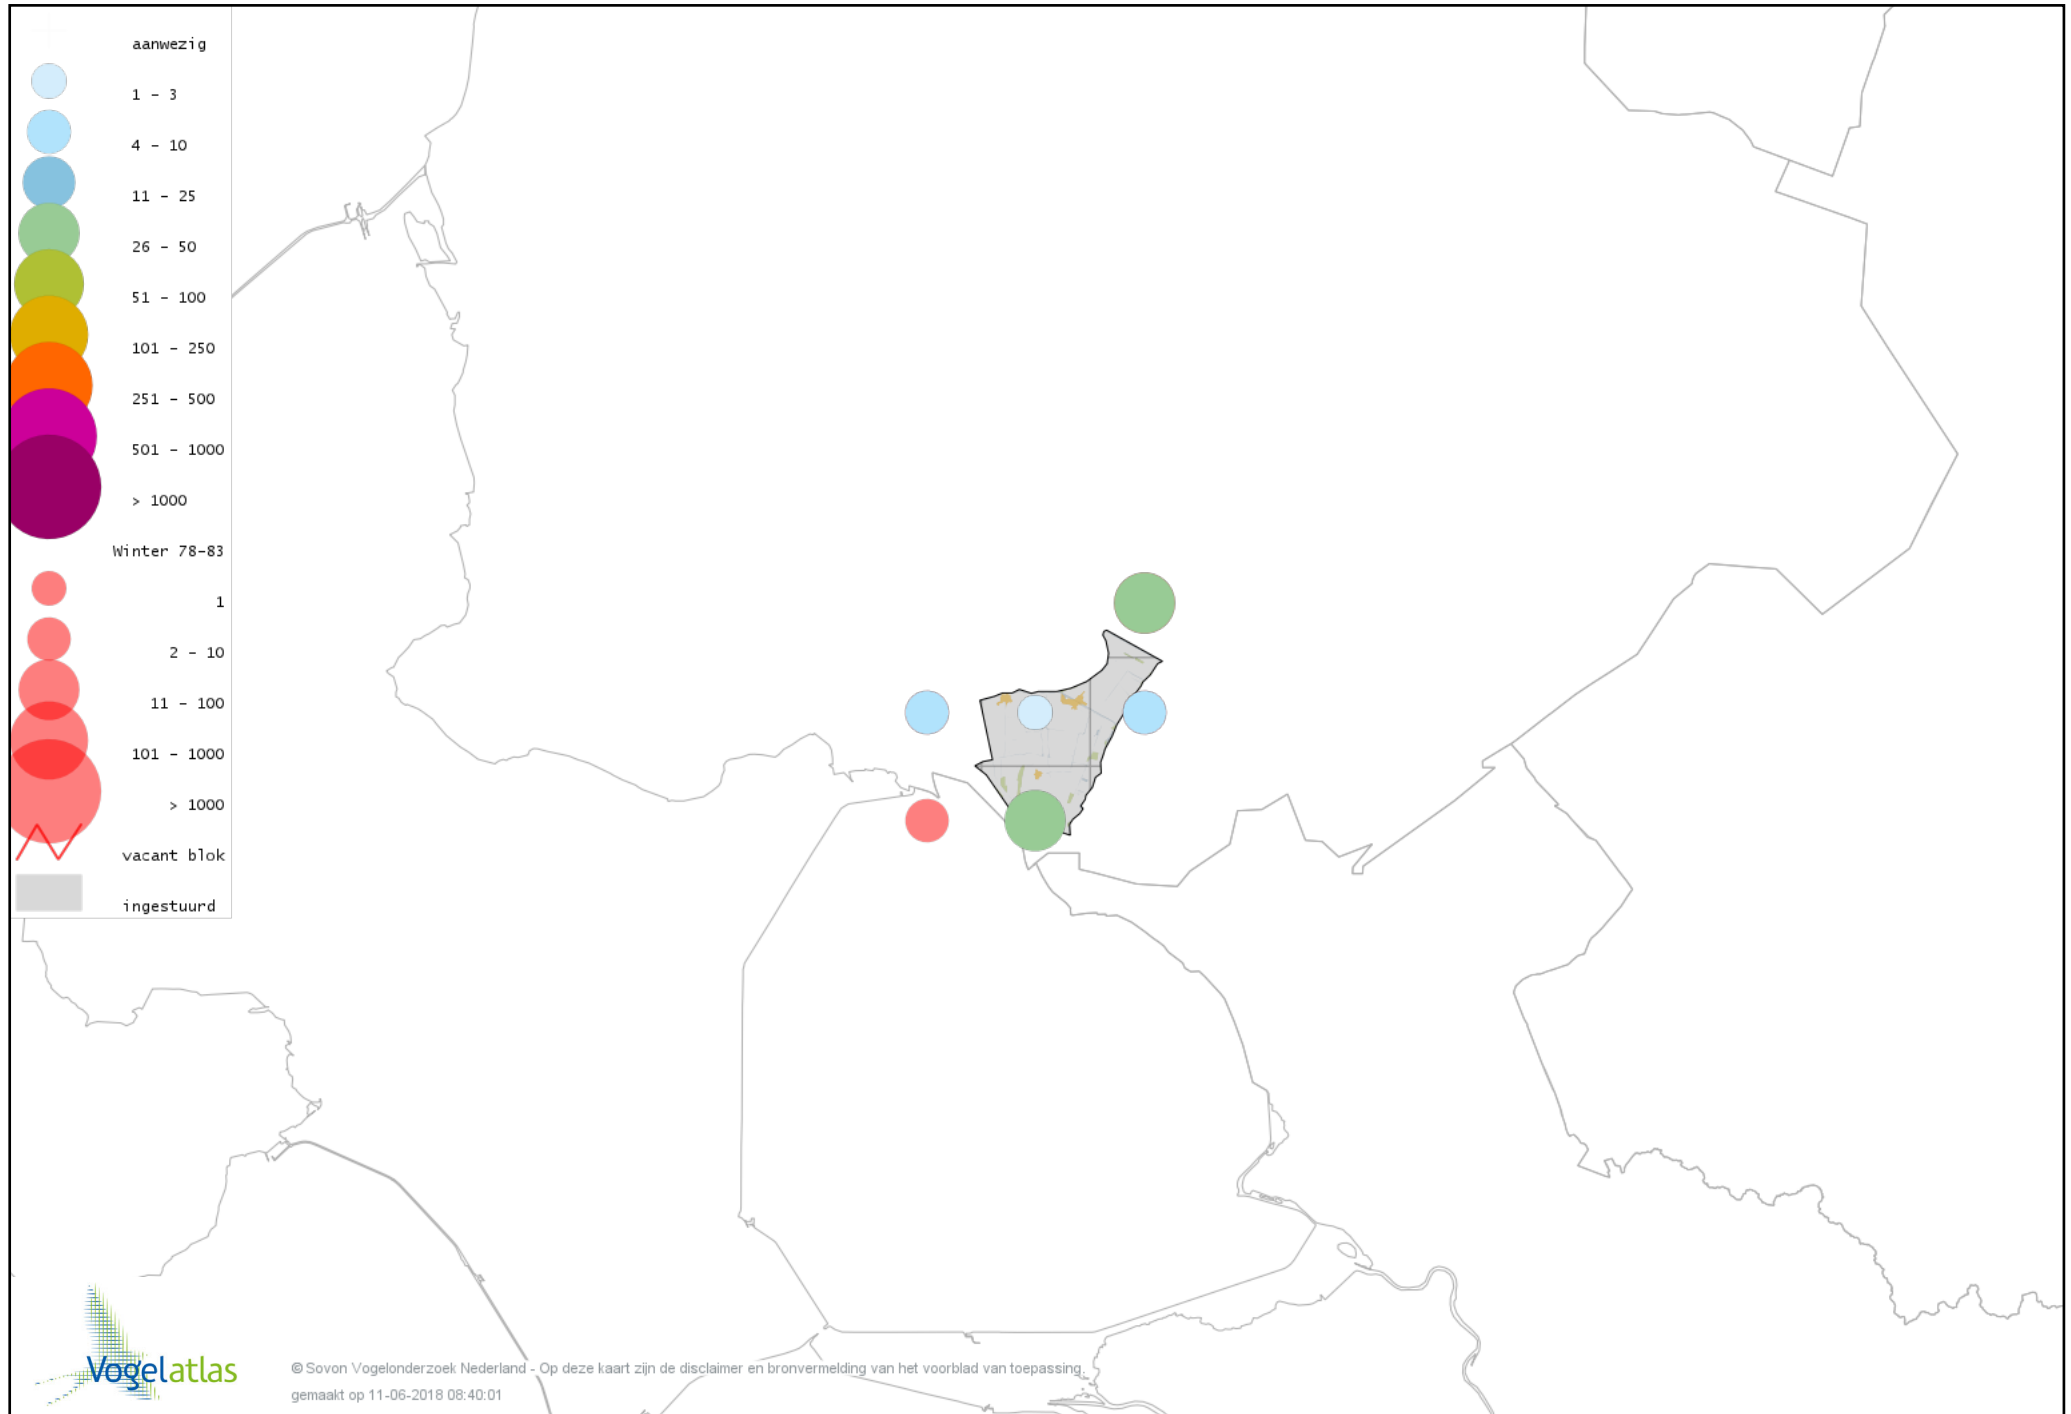 aanwezig
1 - 3
4 - 10
11 - 25
26 - 50
51 - 100
101 - 250
251 - 500
501 - 1000
> 1000
Winter 78-83
1
2 - 10
11 - 100
101 - 1000
> 1000
vacant blok
ingestuurd
Vogelatlas
© Sovon Vogelonderzoek Nederland - Op deze kaart zijn de disclaimer en bronvermelding van het voorblad van toepassing.
gemaakt op 11-06-2018 08:40:01